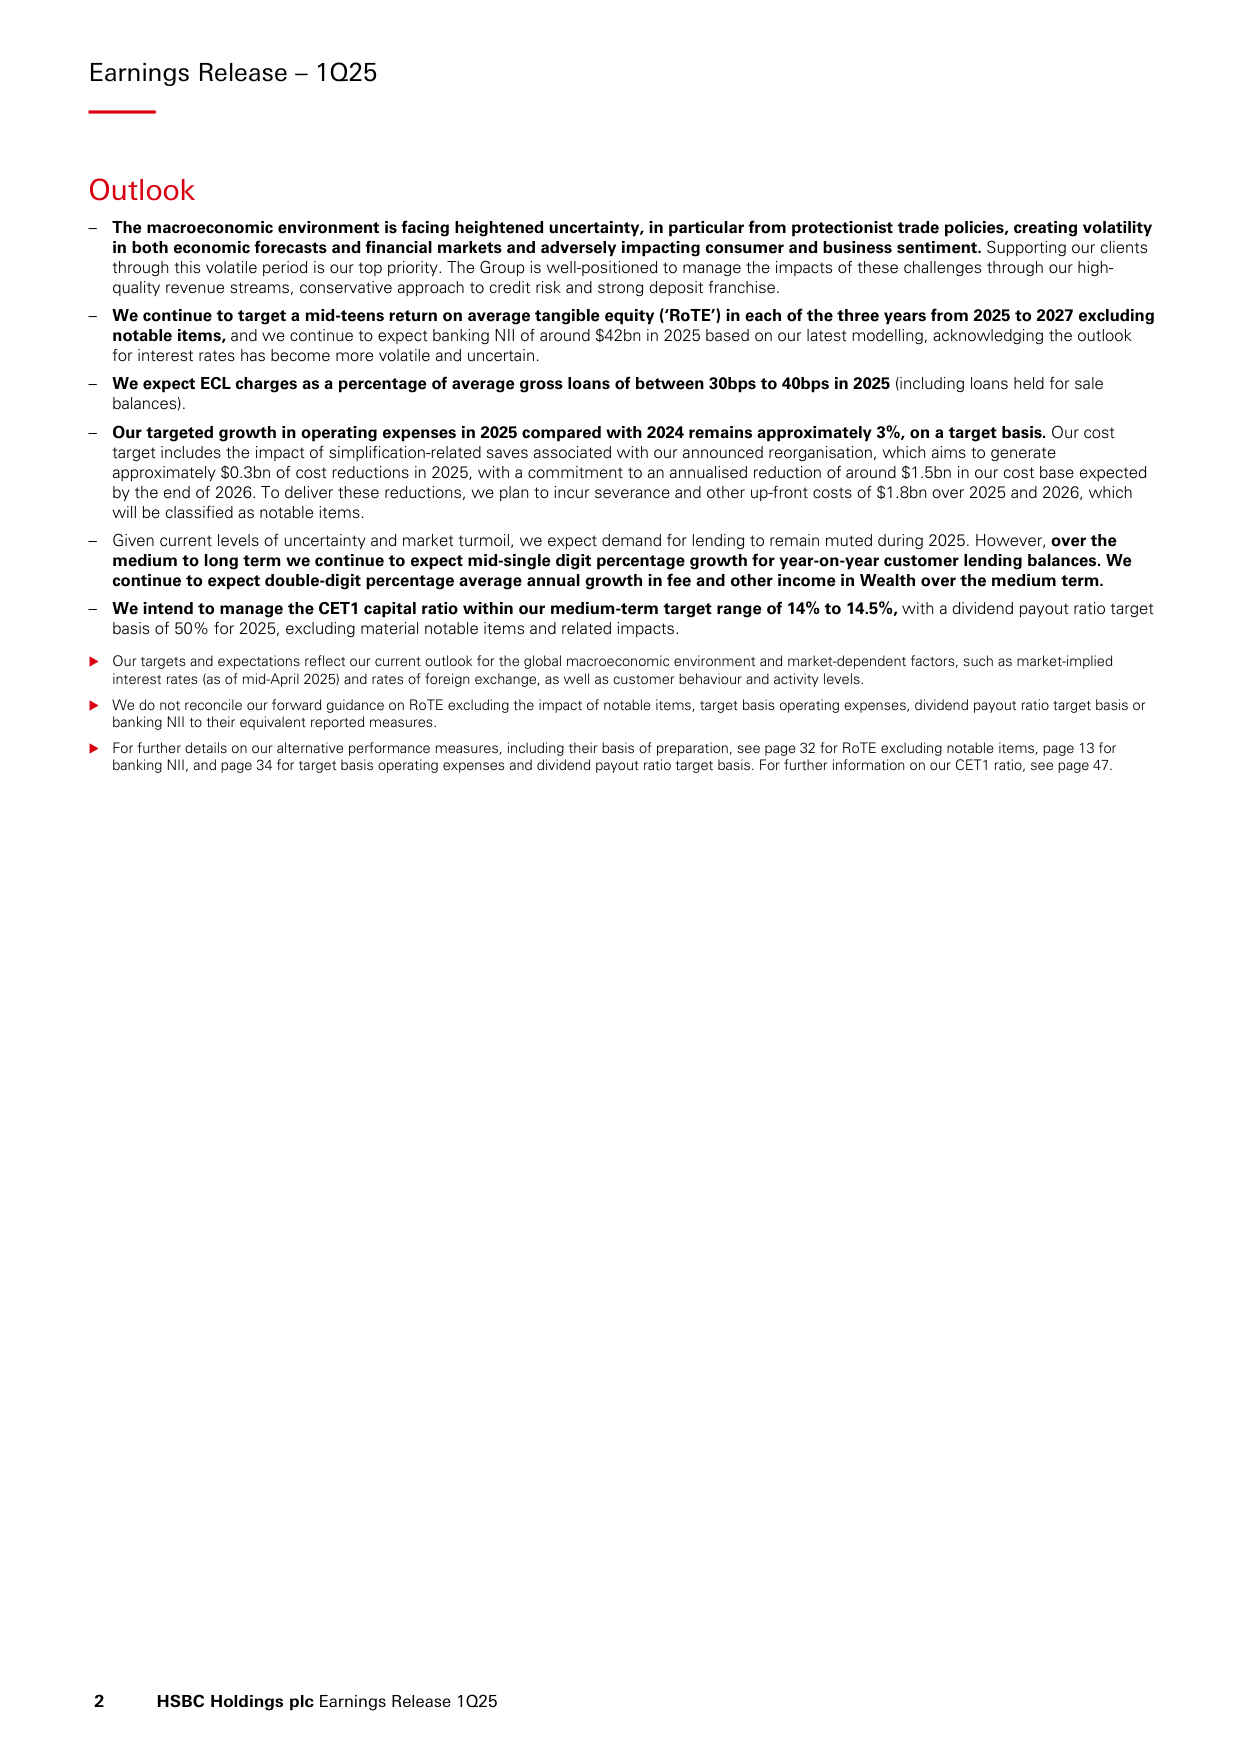 Earnings Release – 1Q25
Outlook
– The macroeconomic environment is facing heightened uncertainty, in particular from protectionist trade policies, creating volatility
in both economic forecasts and financial markets and adversely impacting consumer and business sentiment. Supporting our clients
through this volatile period is our top priority. The Group is well-positioned to manage the impacts of these challenges through our high-
quality revenue streams, conservative approach to credit risk and strong deposit franchise.
– We continue to target a mid-teens return on average tangible equity (‘RoTE’) in each of the three years from 2025 to 2027 excluding
notable items, and we continue to expect banking NII of around $42bn in 2025 based on our latest modelling, acknowledging the outlook
for interest rates has become more volatile and uncertain.
– We expect ECL charges as a percentage of average gross loans of between 30bps to 40bps in 2025 (including loans held for sale
balances).
– Our targeted growth in operating expenses in 2025 compared with 2024 remains approximately 3%, on a target basis. Our cost
target includes the impact of simplification-related saves associated with our announced reorganisation, which aims to generate
approximately $0.3bn of cost reductions in 2025, with a commitment to an annualised reduction of around $1.5bn in our cost base expected
by the end of 2026. To deliver these reductions, we plan to incur severance and other up-front costs of $1.8bn over 2025 and 2026, which
will be classified as notable items.
– Given current levels of uncertainty and market turmoil, we expect demand for lending to remain muted during 2025. However, over the
medium to long term we continue to expect mid-single digit percentage growth for year-on-year customer lending balances. We
continue to expect double-digit percentage average annual growth in fee and other income in Wealth over the medium term.
– We intend to manage the CET1 capital ratio within our medium-term target range of 14% to 14.5%, with a dividend payout ratio target
basis of 50% for 2025, excluding material notable items and related impacts.
▶ Our targets and expectations reflect our current outlook for the global macroeconomic environment and market-dependent factors, such as market-implied
interest rates (as of mid-April 2025) and rates of foreign exchange, as well as customer behaviour and activity levels.
▶ We do not reconcile our forward guidance on RoTE excluding the impact of notable items, target basis operating expenses, dividend payout ratio target basis or
banking NII to their equivalent reported measures.
▶ For further details on our alternative performance measures, including their basis of preparation, see page 32 for RoTE excluding notable items, page 13 for
banking NII, and page 34 for target basis operating expenses and dividend payout ratio target basis. For further information on our CET1 ratio, see page 47.
2 HSBC Holdings plc Earnings Release 1Q25